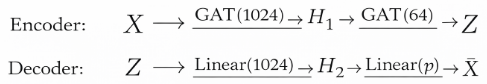 Encoder: X → GAT(1024) → H₁ → GAT(64) → Z
Decoder: Z → Linear(1024) → H₂ → Linear(p) → X̄